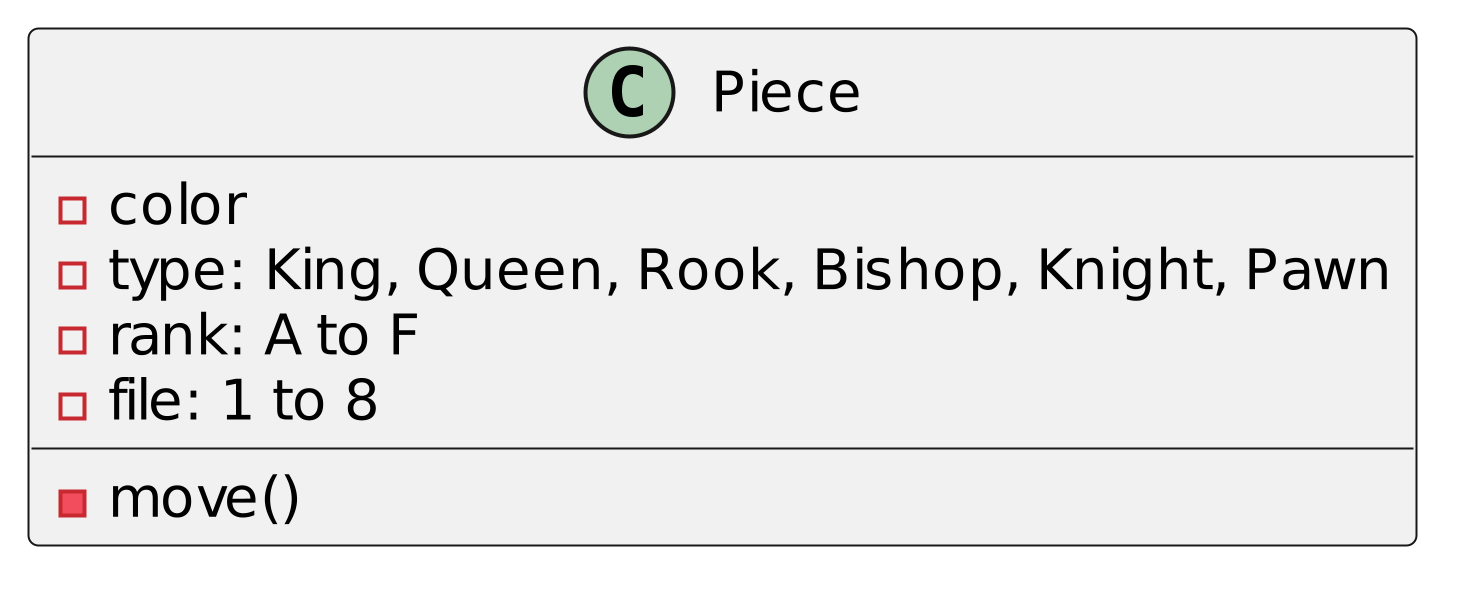 C Piece
color
type: King, Queen, Rook, Bishop, Knight, Pawn
rank: A to F
file: 1 to 8
move()